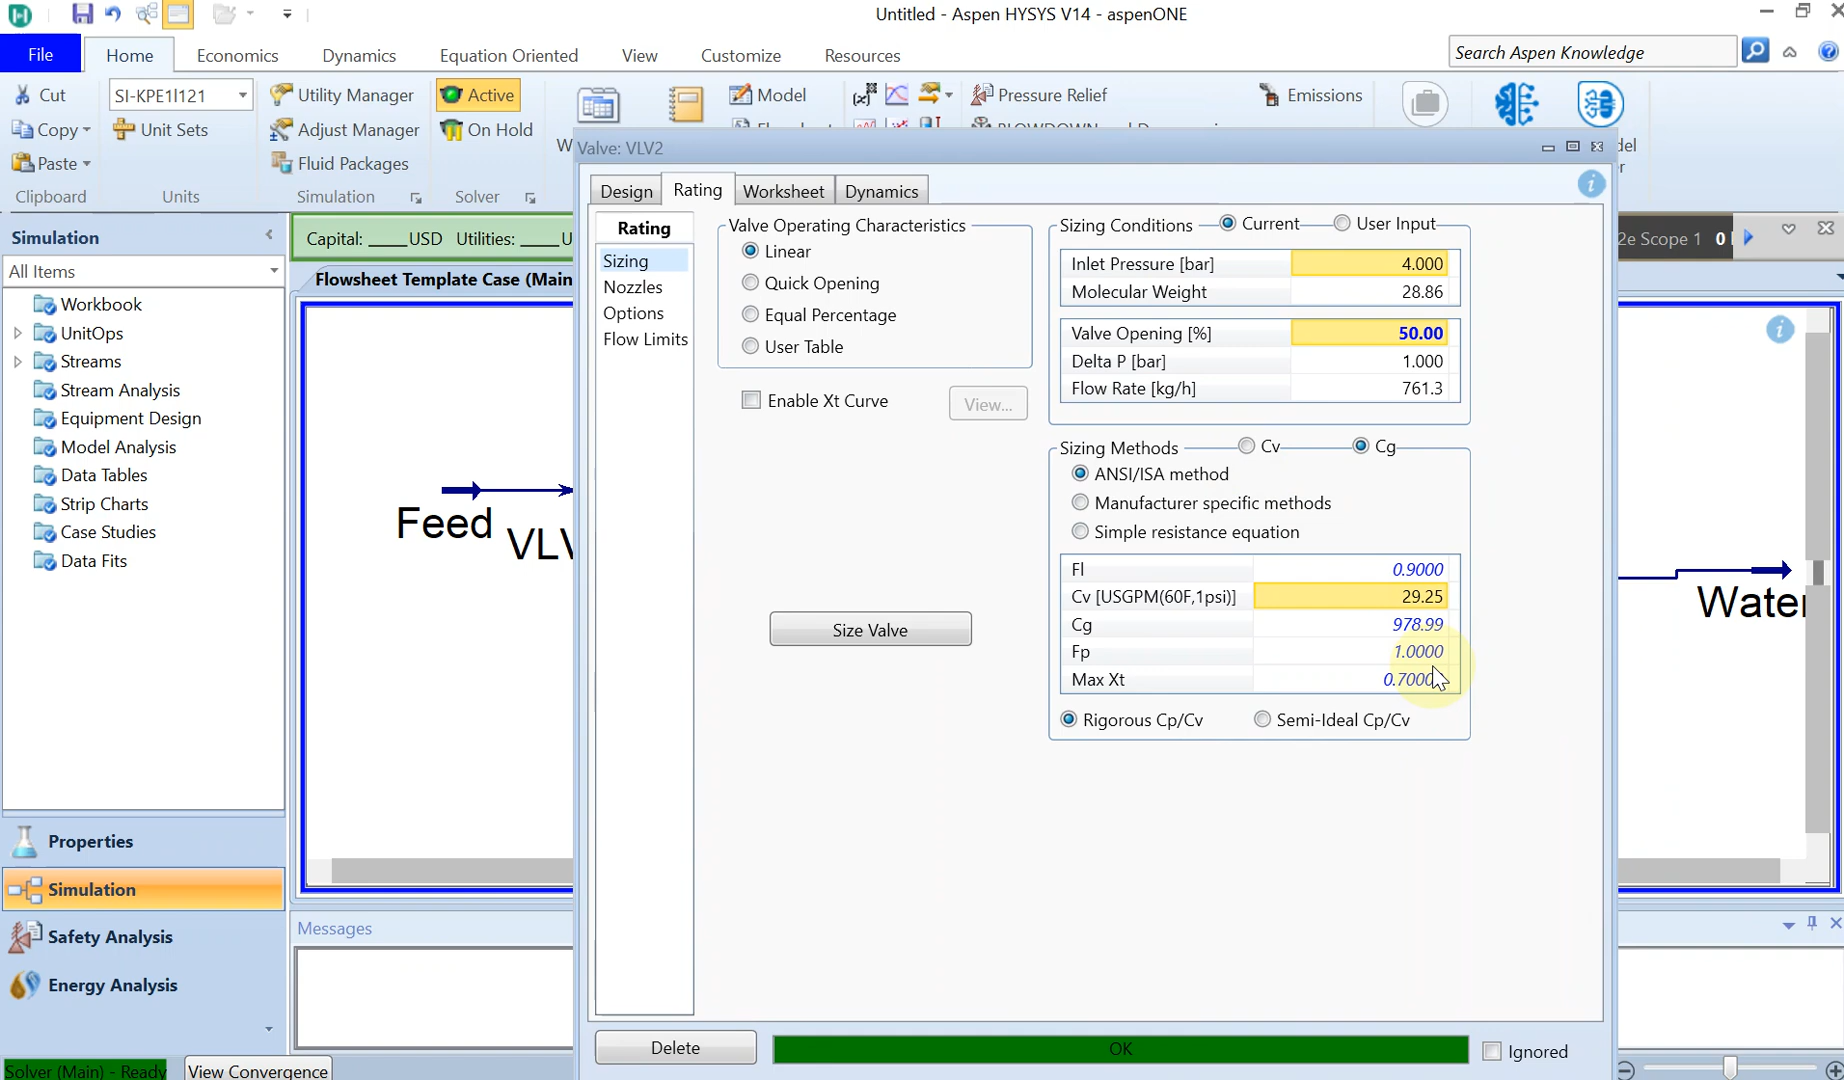 Untitled - Aspen HYSYS V14 - aspenONE
File
Home
Economics
Dynamics
Equation Oriented
View
Customize
Resources
Search Aspen Knowledge
Cut
SI-KPE1I121
Utility Manager
Active
Model
Pressure Relief
Emissions
Copy
Unit Sets
Adjust Manager
On Hold
Paste
Fluid Packages
Clipboard
Units
Simulation
Solver
Valve: VLV2
Design
Rating
Worksheet
Dynamics
Simulation
All Items
Workbook
UnitOps
Streams
Stream Analysis
Equipment Design
Model Analysis
Data Tables
Strip Charts
Case Studies
Data Fits
Properties
Simulation
Safety Analysis
Energy Analysis
Capital: ____USD Utilities: ____U
2e Scope 1 0
Flowsheet Template Case (Main
Feed
VLV
Water
Messages
Rating
Sizing
Nozzles
Options
Flow Limits
Valve Operating Characteristics
Linear
Quick Opening
Equal Percentage
User Table
Enable Xt Curve
View...
Size Valve
Sizing Conditions
Current
User Input
Inlet Pressure [bar] 4.000
Molecular Weight 28.86
Valve Opening [%] 50.00
Delta P [bar] 1.000
Flow Rate [kg/h] 761.3
Sizing Methods
Cv
Cg
ANSI/ISA method
Manufacturer specific methods
Simple resistance equation
Fl 0.9000
Cv [USGPM(60F,1psi)] 29.25
Cg 978.99
Fp 1.0000
Max Xt 0.7000
Rigorous Cp/Cv
Semi-Ideal Cp/Cv
Delete
OK
Ignored
Solver (Main) - Ready
View Convergence